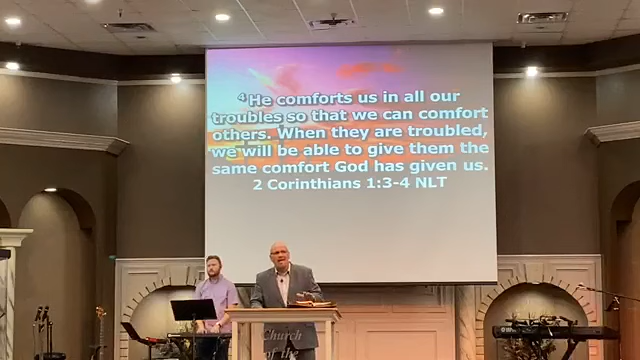 ⁴ He comforts us in all our
troubles so that we can comfort
others. When they are troubled,
we will be able to give them the
same comfort God has given us.
2 Corinthians 1:3-4 NLT
Church
of the